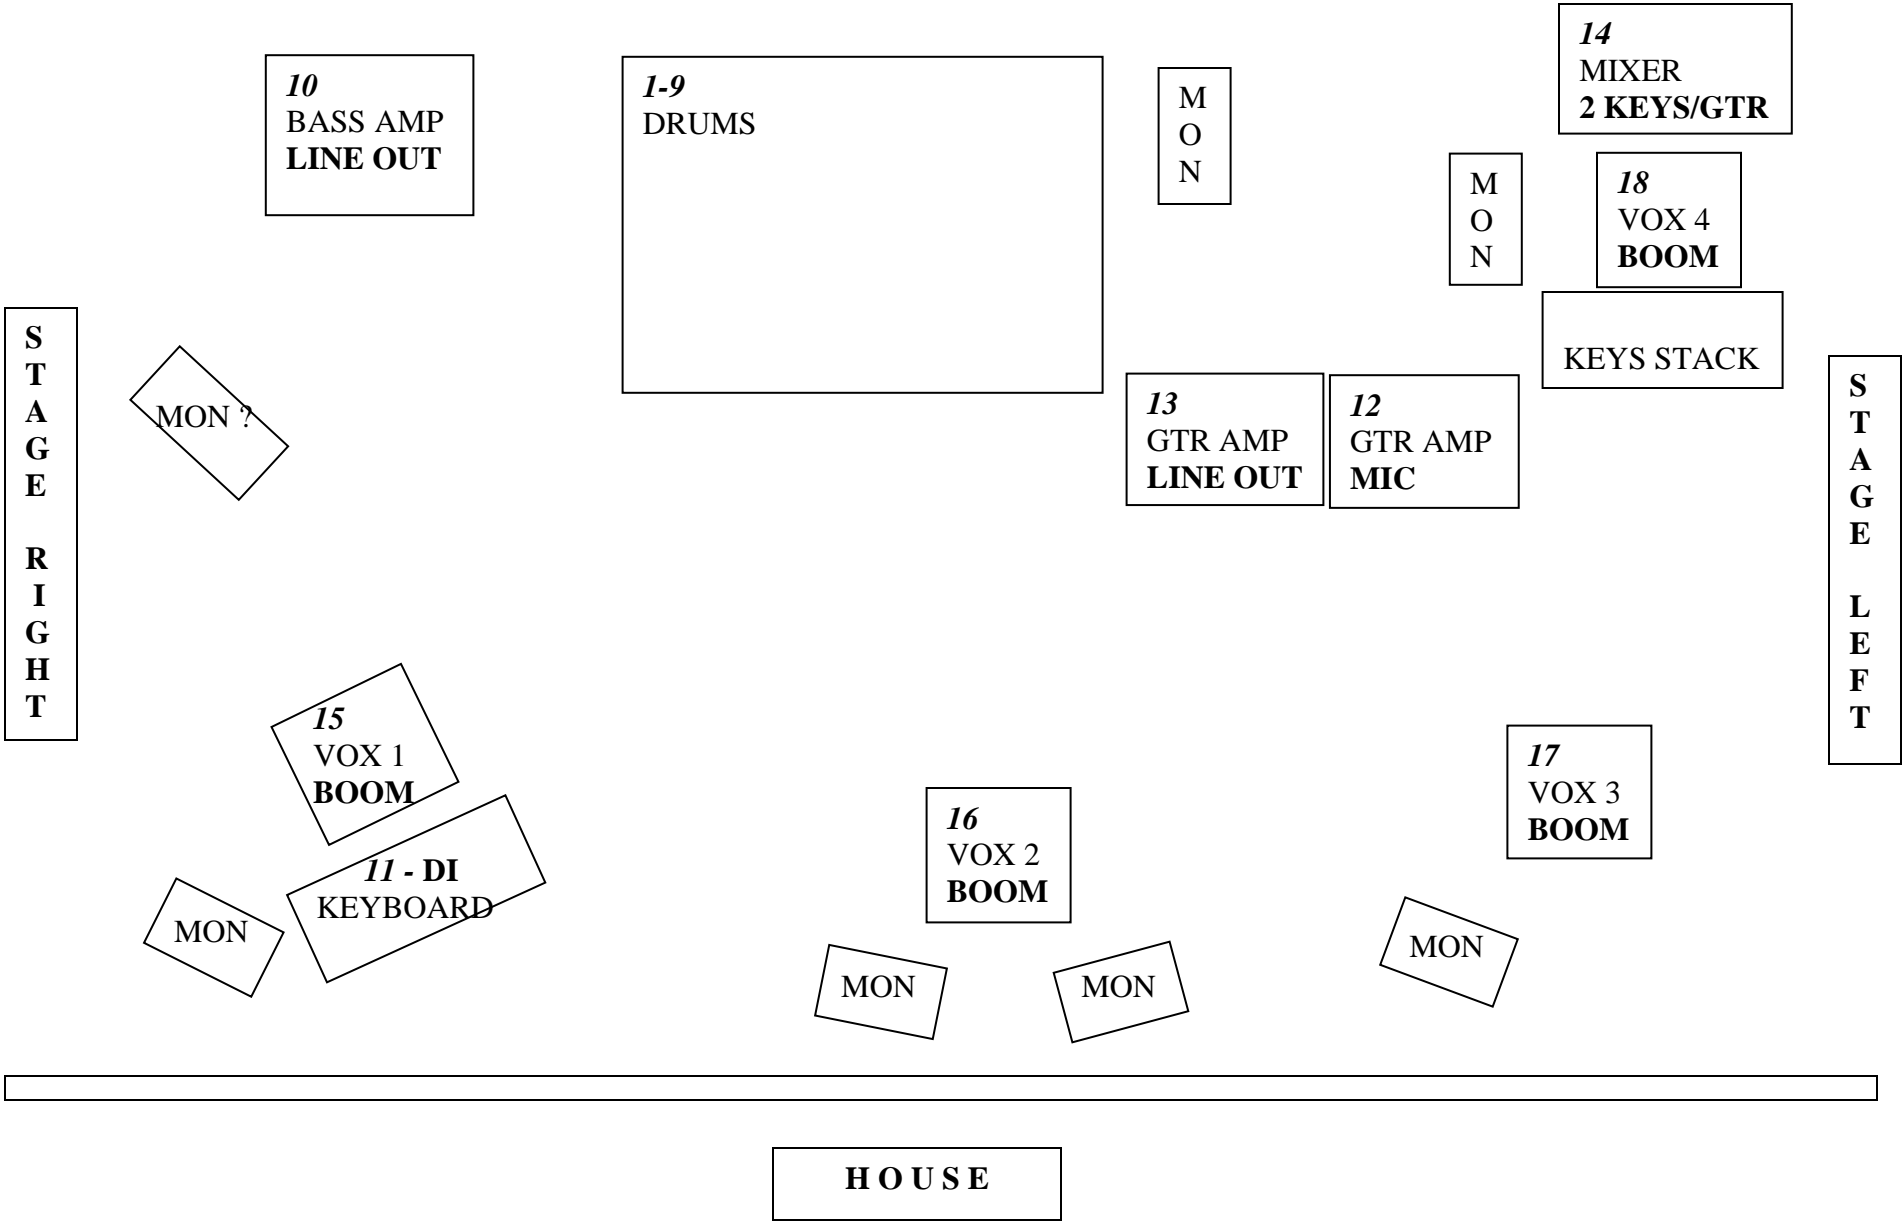 14
MIXER
2 KEYS/GTR
10
BASS AMP
LINE OUT
1-9
DRUMS
M
O
N
M
O
N
18
VOX 4
BOOM
KEYS STACK
S
T
A
G
E
R
I
G
H
T
MON ?
13
GTR AMP
LINE OUT
12
GTR AMP
MIC
S
T
A
G
E
L
E
F
T
15
VOX 1
BOOM
11 - DI
KEYBOARD
MON
16
VOX 2
BOOM
17
VOX 3
BOOM
MON
MON
MON
H O U S E